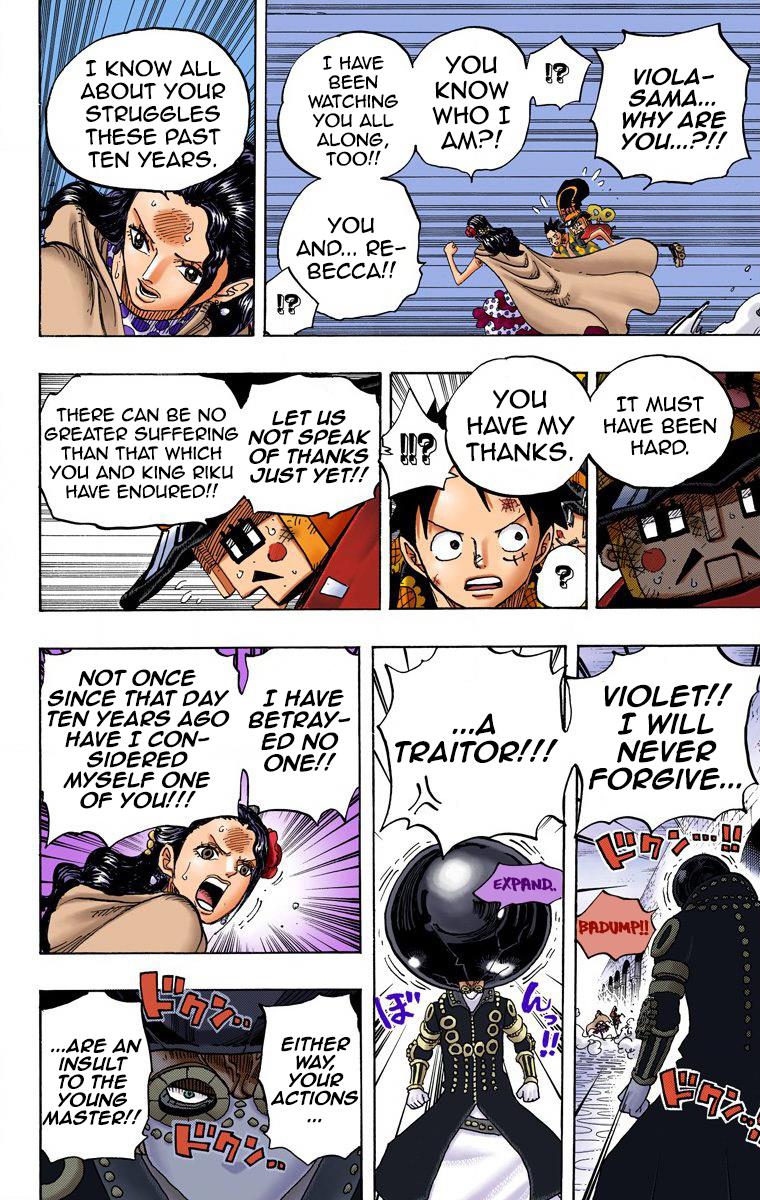 VIOLA-
SAMA...
WHY ARE
YOU...?!!
!?
YOU
KNOW
WHO I
AM?!
I HAVE
BEEN
WATCHING
YOU ALL
ALONG,
TOO!!
YOU
AND... RE-
BECCA!!
!?
I KNOW ALL
ABOUT YOUR
STRUGGLES
THESE PAST
TEN YEARS.
IT MUST
HAVE BEEN
HARD.
YOU
HAVE MY
THANKS.
?
!!?
LET US
NOT SPEAK
OF THANKS
JUST YET!!
THERE CAN BE NO
GREATER SUFFERING
THAN THAT WHICH
YOU AND KING RIKU
HAVE ENDURED!!
VIOLET!!
I WILL
NEVER
FORGIVE...
ドクン..!!
BADUMP!!
ドクン..
...A
TRAITOR!!!
EXPAND..
ぼんっ!!
I HAVE
BETRAY-
ED NO
ONE!!
NOT ONCE
SINCE THAT DAY
TEN YEARS AGO
HAVE I CON-
SIDERED
MYSELF ONE
OF YOU!!!
ドクン..
EITHER
WAY,
YOUR
ACTIONS
...
...ARE AN
INSULT
TO THE
YOUNG
MASTER!!
ドクン..